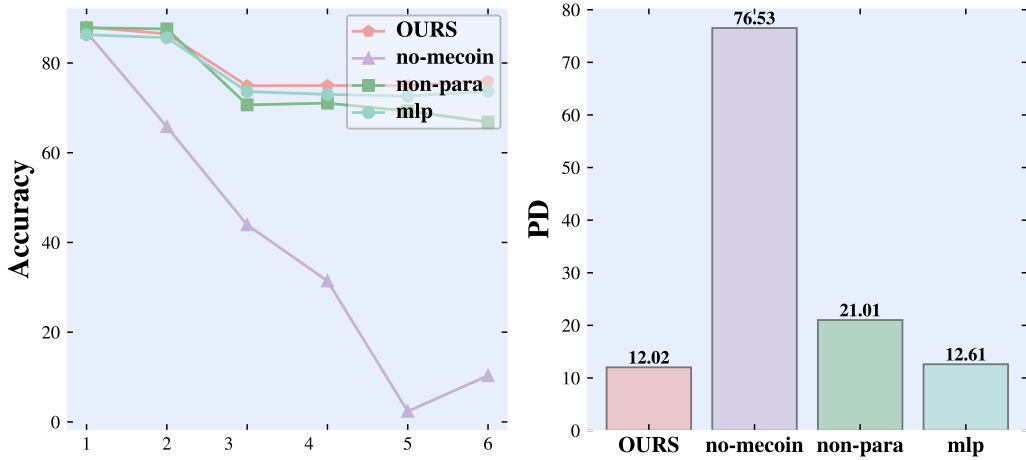 Accuracy
80
60
40
20
0
1 2 3 4 5 6
OURS
no-mecoin
non-para
mlp
PD
80
70
60
50
40
30
20
10
0
12.02
76.53
21.01
12.61
OURS no-mecoin non-para mlp